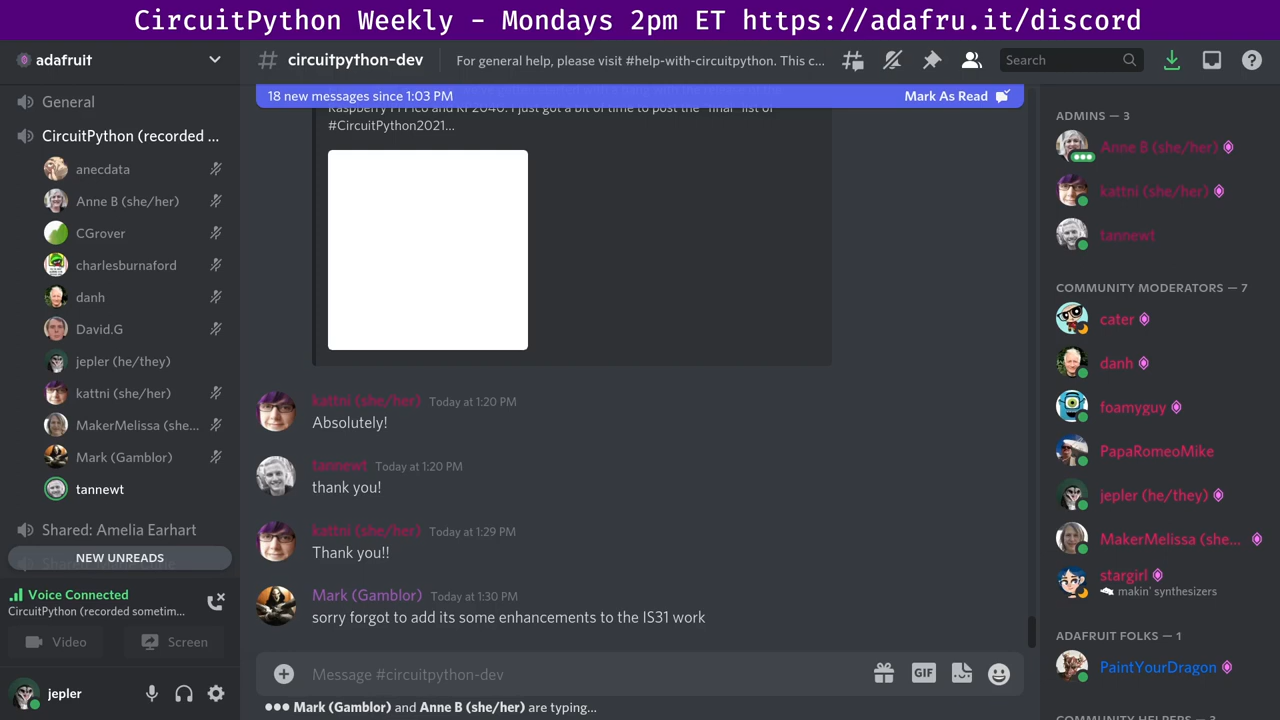 CircuitPython Weekly - Mondays 2pm ET https://adafru.it/discord
adafruit
circuitpython-dev
For general help, please visit #help-with-circuitpython. This c...
Search
General
CircuitPython (recorded ...
anecdata
Anne B (she/her)
CGrover
charlesburnaford
danh
David.G
jepler (he/they)
kattni (she/her)
MakerMelissa (she...
Mark (Gamblor)
tannewt
Shared: Amelia Earhart
NEW UNREADS
Voice Connected
CircuitPython (recorded sometim...
Video
Screen
jepler
18 new messages since 1:03 PM
Mark As Read
#CircuitPython2021...
kattni (she/her) Today at 1:20 PM
Absolutely!
tannewt Today at 1:20 PM
thank you!
kattni (she/her) Today at 1:29 PM
Thank you!!
Mark (Gamblor) Today at 1:30 PM
sorry forgot to add its some enhancements to the IS31 work
Message #circuitpython-dev
GIF
Mark (Gamblor) and Anne B (she/her) are typing...
ADMINS — 3
Anne B (she/her)
kattni (she/her)
tannewt
COMMUNITY MODERATORS — 7
cater
danh
foamyguy
PapaRomeoMike
jepler (he/they)
MakerMelissa (she...
stargirl
makin' synthesizers
ADAFRUIT FOLKS — 1
PaintYourDragon